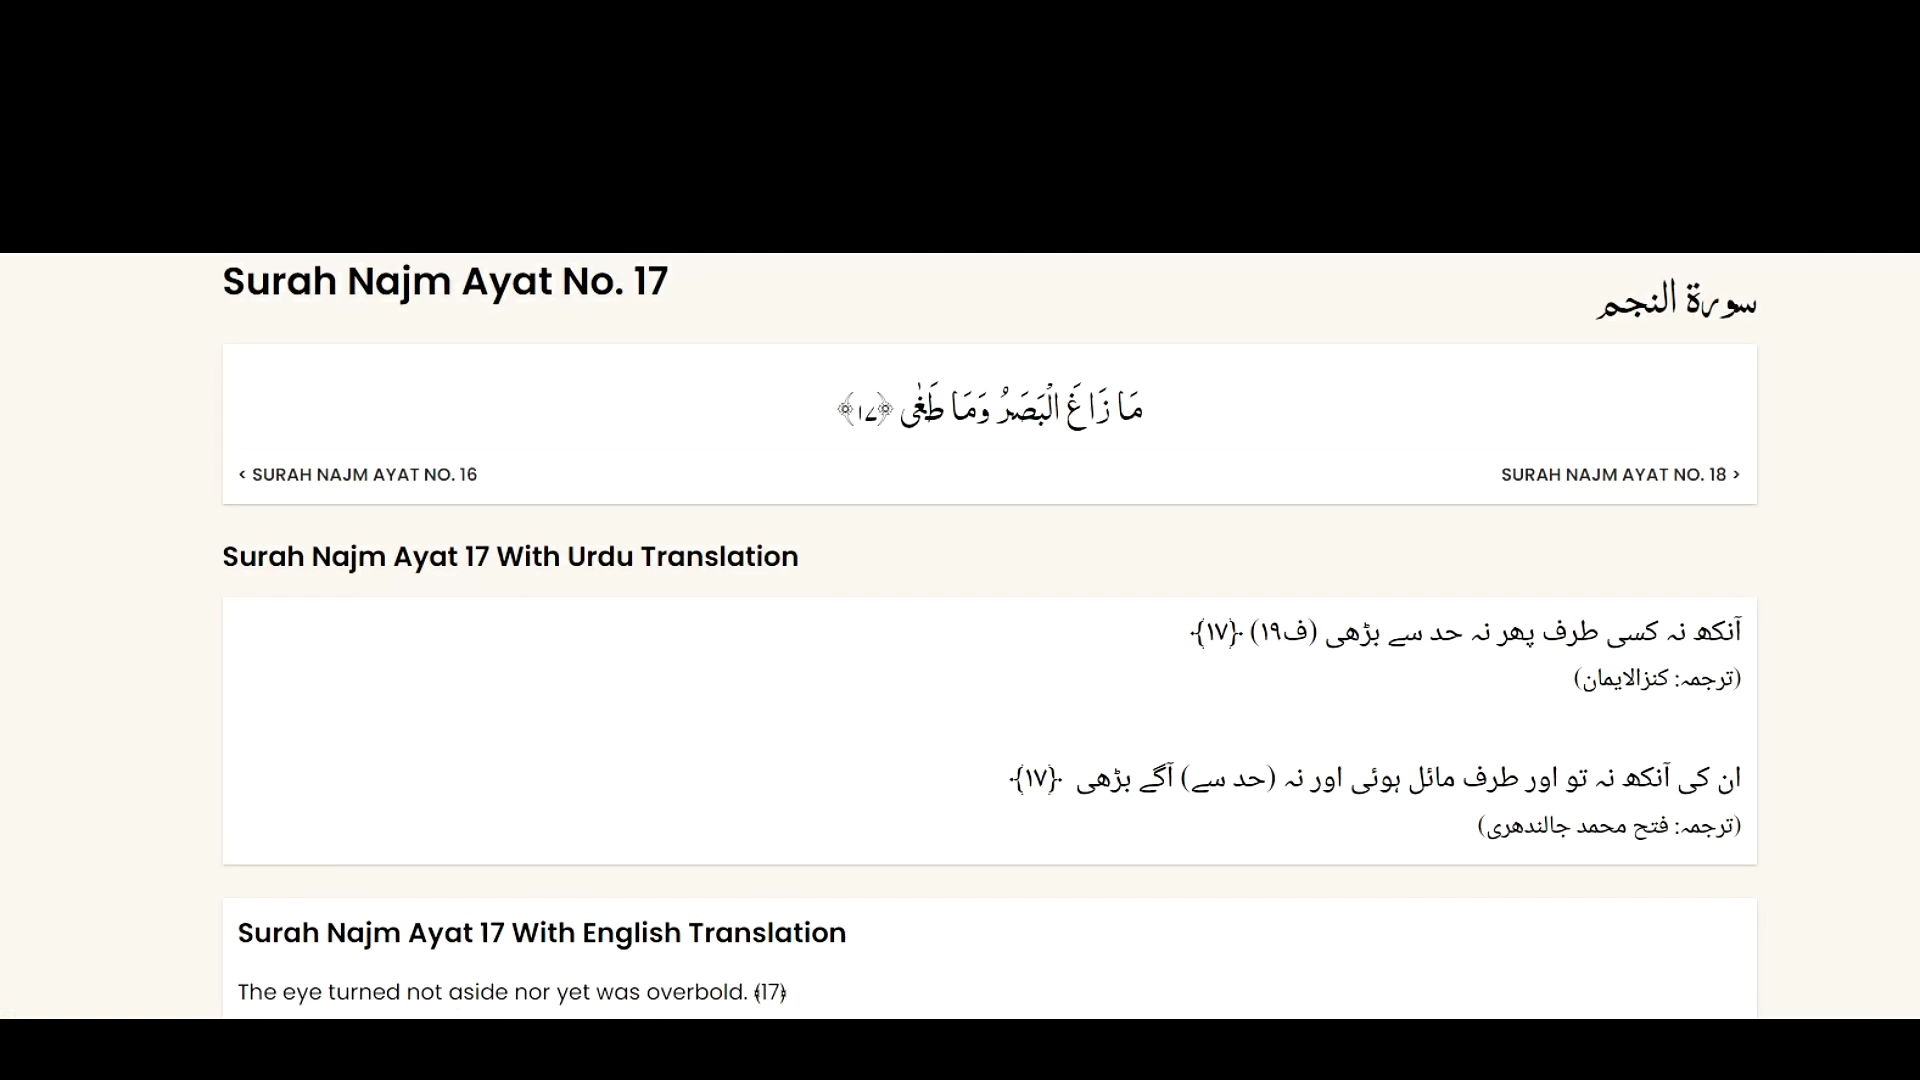 Surah Najm Ayat No. 17
سورة النجم
مَا زَاغَ الْبَصَرُ وَمَا طَغٰی ﴿۱۷﴾
< SURAH NAJM AYAT NO. 16
SURAH NAJM AYAT NO. 18 >
Surah Najm Ayat 17 With Urdu Translation
آنکھ نہ کسی طرف پھر نہ حد سے بڑھی (ف۱۹) ﴿۱۷﴾
(ترجمہ: کنزالایمان)
ان کی آنکھ نہ تو اور طرف مائل ہوئی اور نہ (حد سے) آگے بڑھی ﴿۱۷﴾
(ترجمہ: فتح محمد جالندھری)
Surah Najm Ayat 17 With English Translation
The eye turned not aside nor yet was overbold. ﴾17﴿